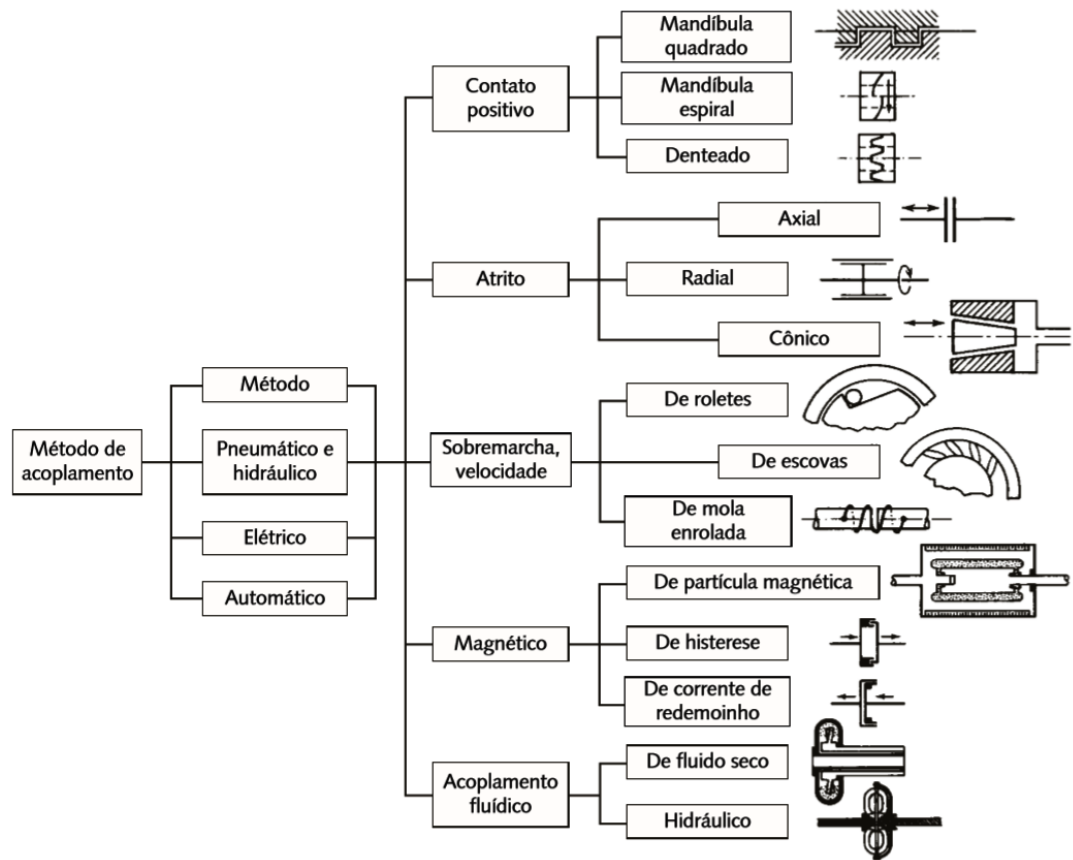 Método de
acoplamento
Método
Pneumático e
hidráulico
Elétrico
Automático
Contato
positivo
Mandíbula
quadrado
Mandíbula
espiral
Denteado
Atrito
Axial
Radial
Cônico
Sobremarcha,
velocidade
De roletes
De escovas
De mola
enrolada
Magnético
De partícula magnética
De histerese
De corrente de
redemoinho
Acoplamento
fluídico
De fluido seco
Hidráulico